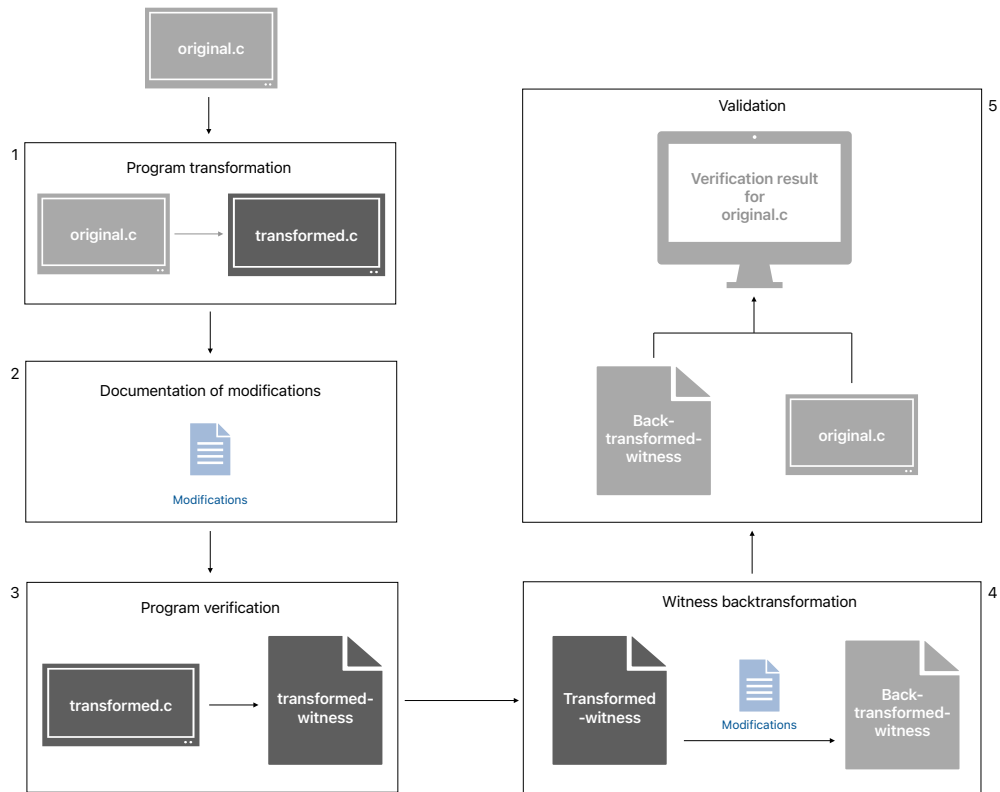 original.c
1
Program transformation
original.c
transformed.c
2
Documentation of modifications
Modifications
3
Program verification
transformed.c
transformed-
witness
4
Witness backtransformation
Transformed
-witness
Modifications
Back-
transformed-
witness
5
Validation
Verification result
for
original.c
Back-
transformed-
witness
original.c